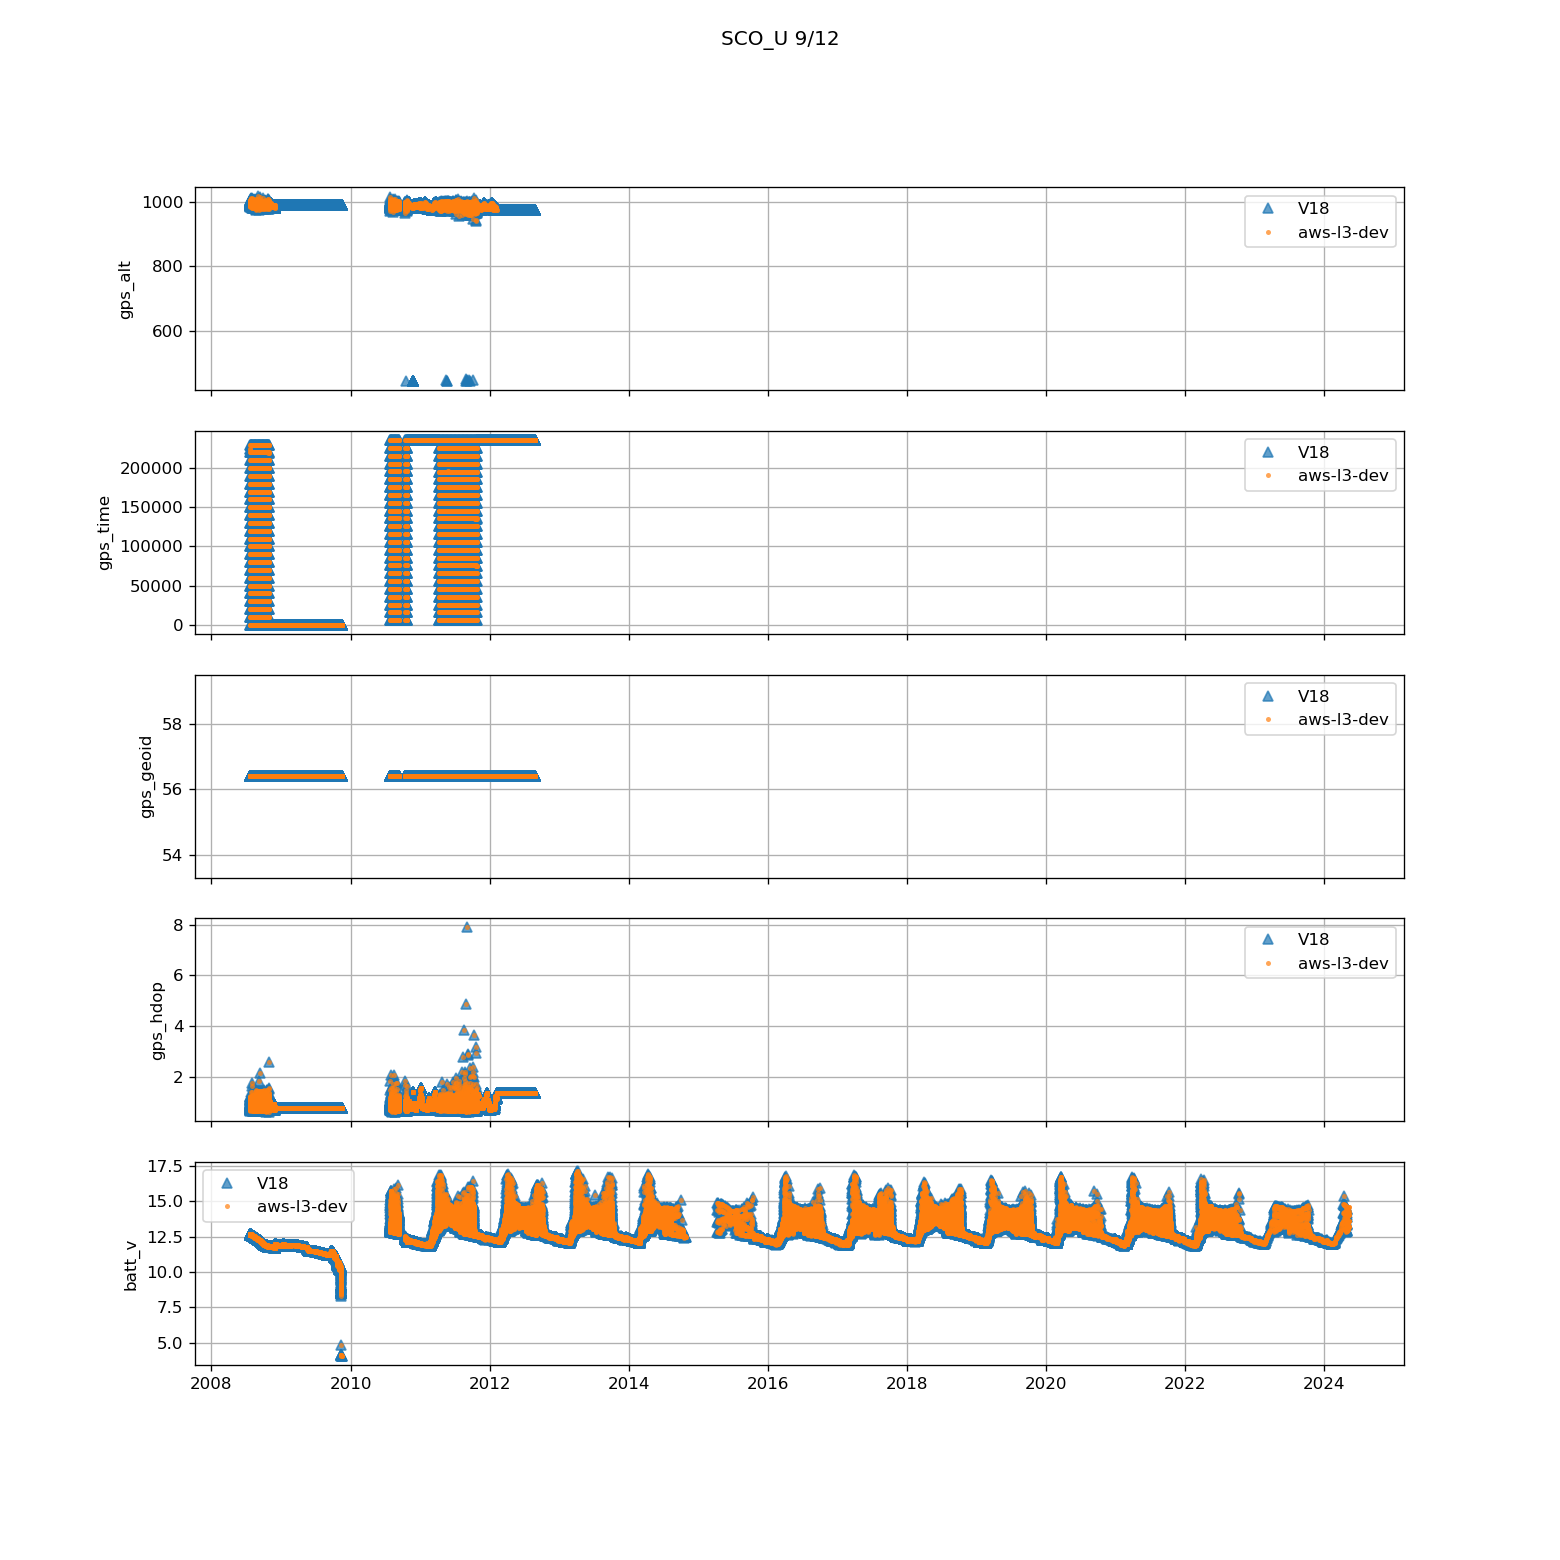 SCO_U 9/12
1000
800
600
gps_alt
V18
aws-l3-dev
200000
150000
100000
50000
0
gps_time
V18
aws-l3-dev
58
56
54
gps_geoid
V18
aws-l3-dev
8
6
4
2
gps_hdop
V18
aws-l3-dev
17.5
15.0
12.5
10.0
7.5
5.0
batt_v
V18
aws-l3-dev
2008 2010 2012 2014 2016 2018 2020 2022 2024